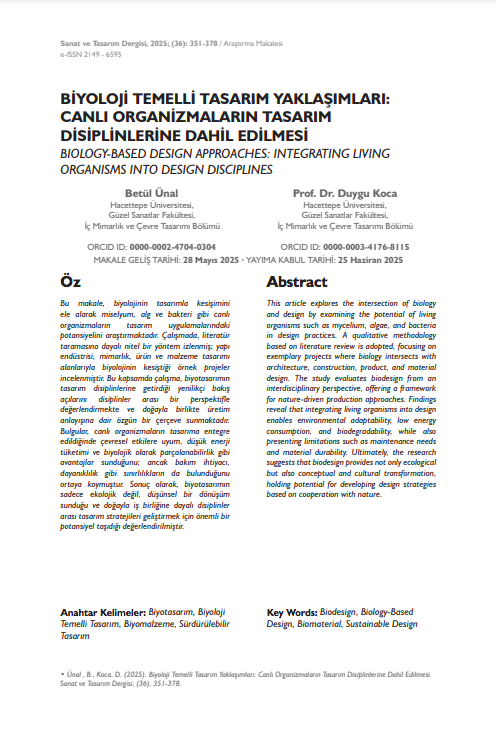 Sanat ve Tasarım Dergisi, 2025; (36): 351-378 / Araştırma Makalesi
e-ISSN 2149 - 6595
BİYOLOJİ TEMELLİ TASARIM YAKLAŞIMLARI:
CANLI ORGANİZMALARIN TASARIM
DİSİPLİNLERİNE DAHİL EDİLMESİ
BIOLOGY-BASED DESIGN APPROACHES: INTEGRATING LIVING
ORGANISMS INTO DESIGN DISCIPLINES
Betül Ünal
Hacettepe Üniversitesi,
Güzel Sanatlar Fakültesi,
İç Mimarlık ve Çevre Tasarımı Bölümü
ORCID ID: 0000-0002-4704-0304
Prof. Dr. Duygu Koca
Hacettepe Üniversitesi,
Güzel Sanatlar Fakültesi,
İç Mimarlık ve Çevre Tasarımı Bölümü
ORCID ID: 0000-0003-4176-8115
MAKALE GELİŞ TARİHİ: 28 Mayıs 2025 • YAYIMA KABUL TARİHİ: 25 Haziran 2025
Öz
Bu makale, biyolojinin tasarımla kesişimini
ele alarak miselyum, alg ve bakteri gibi canlı
organizmaların tasarım uygulamalarındaki
potansiyelini araştırmaktadır. Çalışmada, literatür
taramasına dayalı nitel bir yöntem izlenmiş; yapı
endüstrisi, mimarlık, ürün ve malzeme tasarımı
alanlarıyla biyolojinin kesiştiği örnek projeler
incelenmiştir. Bu kapsamda çalışma, biyotasarımın
tasarım disiplinlerine getirdiği yenilikçi bakış
açılarını disiplinler arası bir perspektifle
değerlendirmekte ve doğayla birlikte üretim
anlayışına dair özgün bir çerçeve sunmaktadır.
Bulgular, canlı organizmaların tasarıma entegre
edildiğinde çevresel etkilere uyum, düşük enerji
tüketimi ve biyolojik olarak parçalanabilirlik gibi
avantajlar sunduğunu; ancak bakım ihtiyacı,
dayanıklılık gibi sınırlılıkların da bulunduğunu
ortaya koymuştur. Sonuç olarak, biyotasarımın
sadece ekolojik değil, düşünsel bir dönüşüm
sunduğu ve doğayla iş birliğine dayalı disiplinler
arası tasarım stratejileri geliştirmek için önemli bir
potansiyel taşıdığı değerlendirilmiştir.
Anahtar Kelimeler: Biyotasarım, Biyoloji
Temelli Tasarım, Biyomalzeme, Sürdürülebilir
Tasarım
Abstract
This article explores the intersection of biology
and design by examining the potential of living
organisms such as mycelium, algae, and bacteria
in design practices. A qualitative methodology
based on literature review is adopted, focusing
on exemplary projects where biology intersects with
architecture, construction, product, and material
design. The study evaluates biodesign from an
interdisciplinary perspective, offering a framework
for nature-driven production approaches. Findings
reveal that integrating living organisms into design
enables environmental adaptability, low energy
consumption, and biodegradability, while also
presenting limitations such as maintenance needs
and material durability. Ultimately, the research
suggests that biodesign provides not only ecological
but also conceptual and cultural transformation,
holding potential for developing design strategies
based on cooperation with nature.
Key Words: Biodesign, Biology-Based
Design, Biomaterial, Sustainable Design
• Ünal , B., Koca, D. (2025). Biyoloji Temelli Tasarım Yaklaşımları: Canlı Organizmaların Tasarım Disiplinlerine Dahil Edilmesi.
Sanat ve Tasarım Dergisi, (36), 351-378.